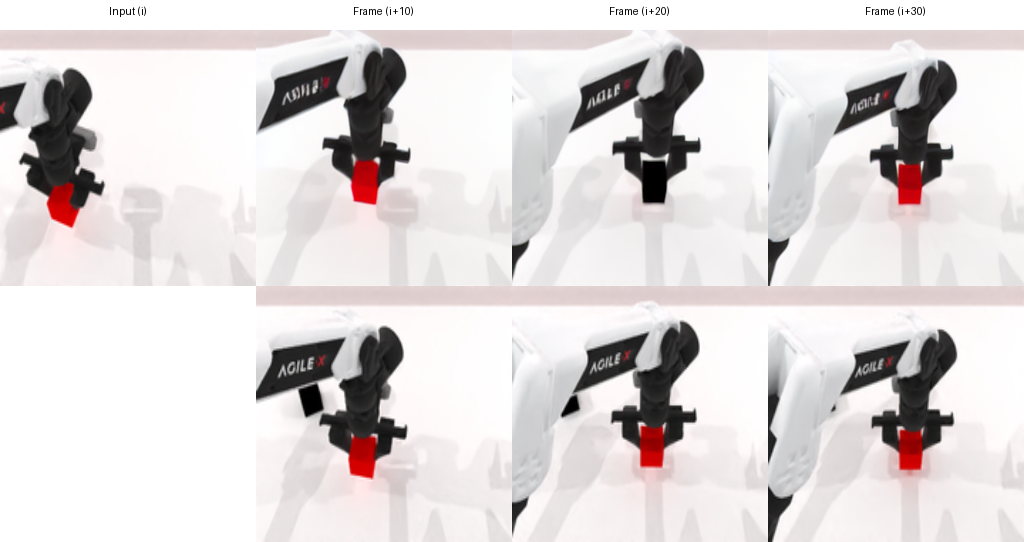 Input (i)
Frame (i+10)
Frame (i+20)
Frame (i+30)
X
AGILE X
AGILE X
AGILE X